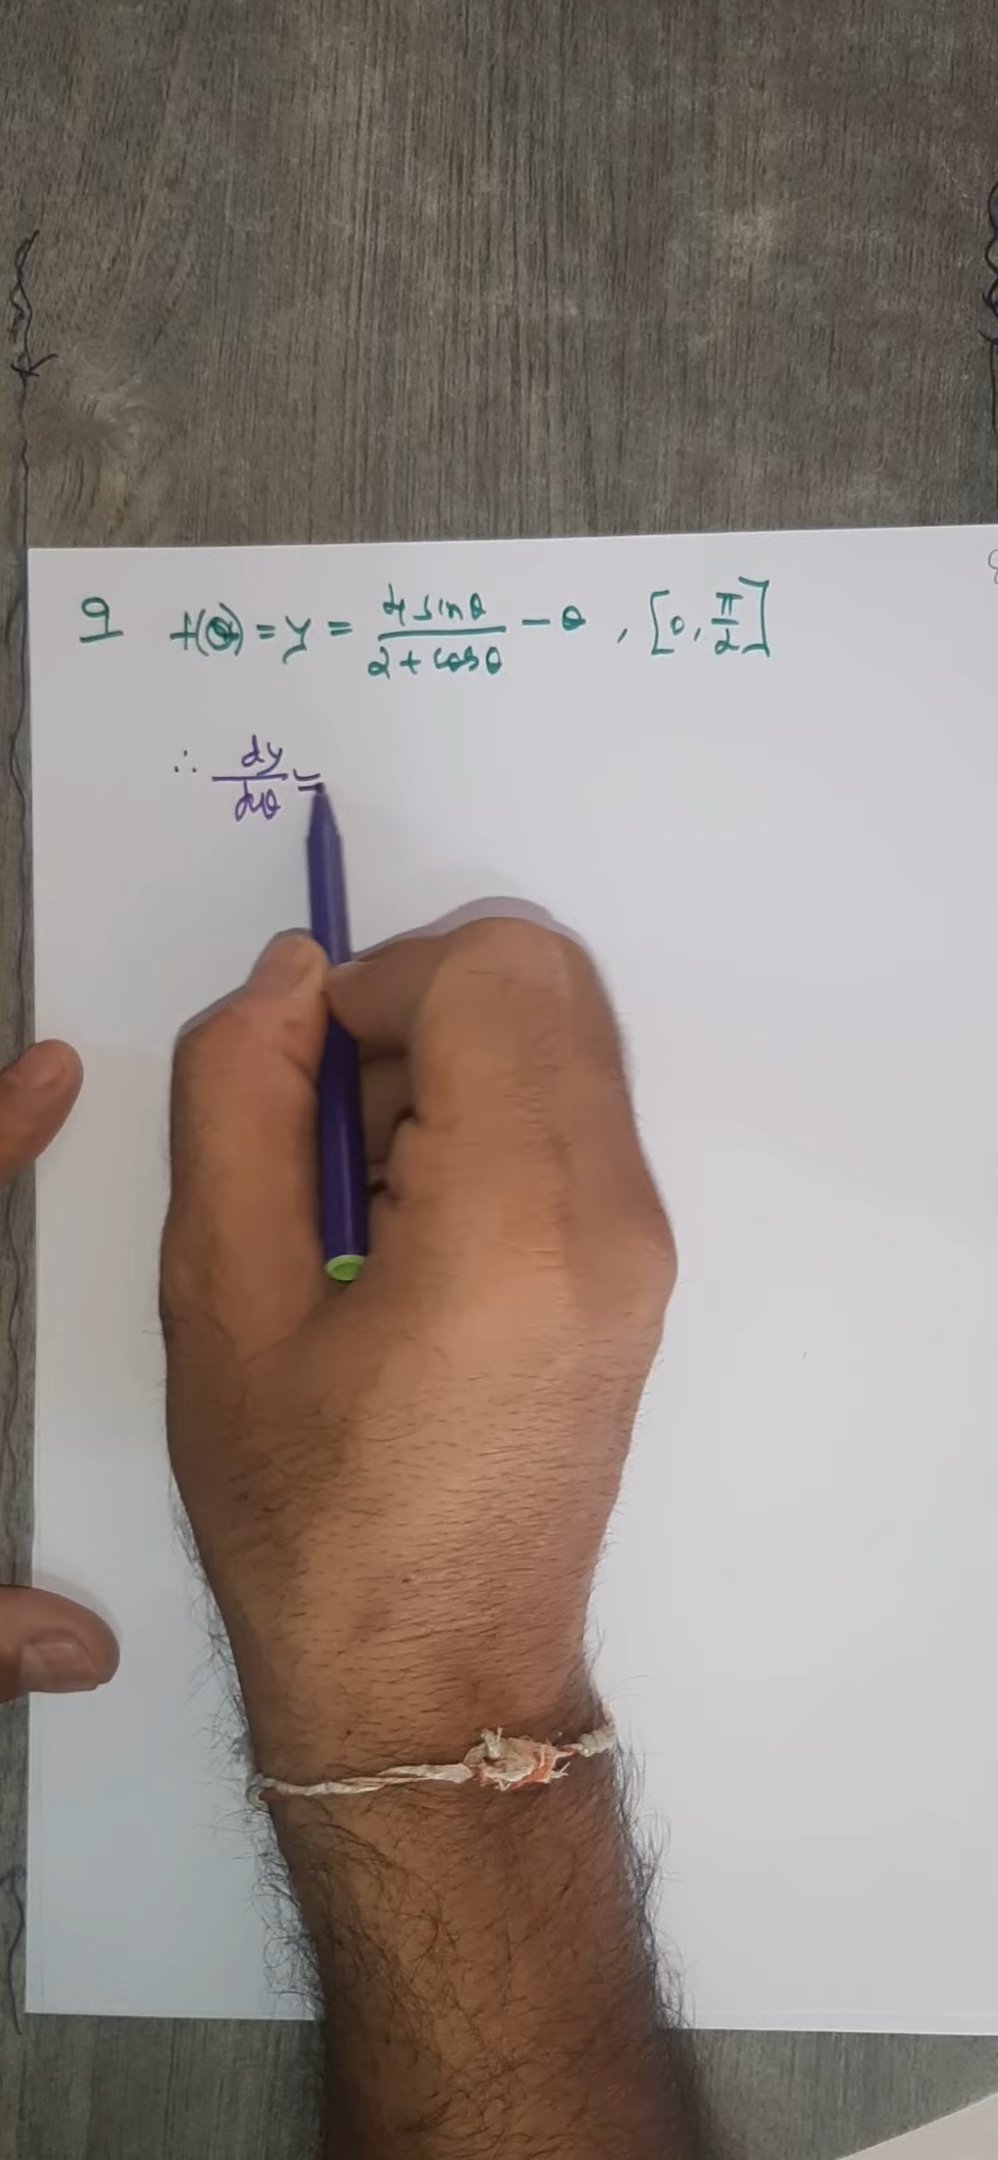 9 f(θ) = y = 4 sinθ / 2 + cosθ − θ , [0, π/2]
∴ dy/dθ =